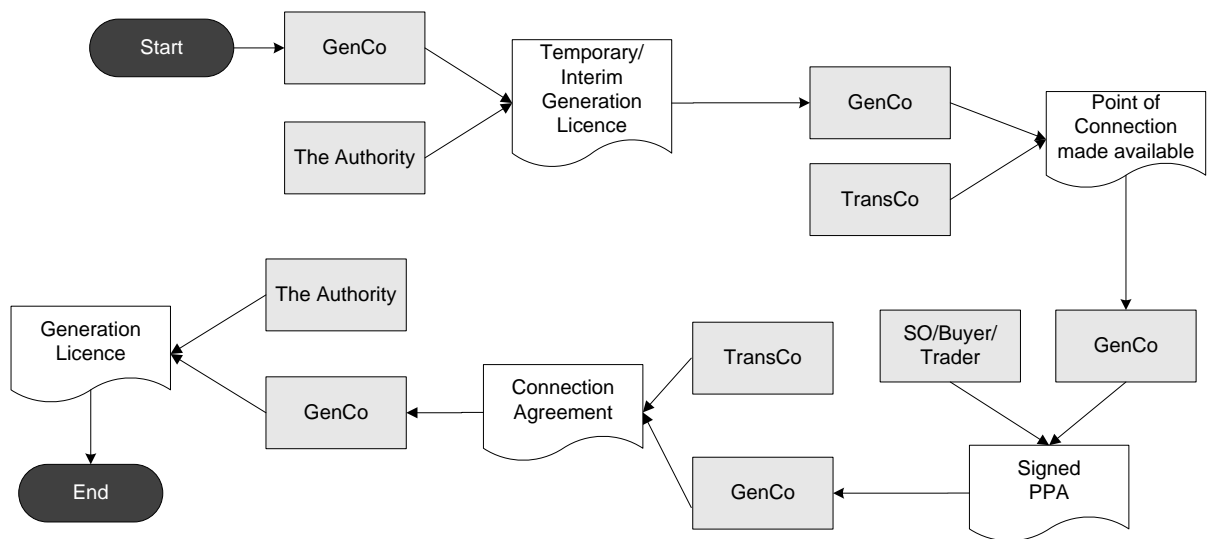 Start
GenCo
The Authority
Temporary/
Interim
Generation
Licence
GenCo
TransCo
Point of
Connection
made available
GenCo
SO/Buyer/
Trader
Signed
PPA
TransCo
GenCo
Connection
Agreement
The Authority
GenCo
Generation
Licence
End